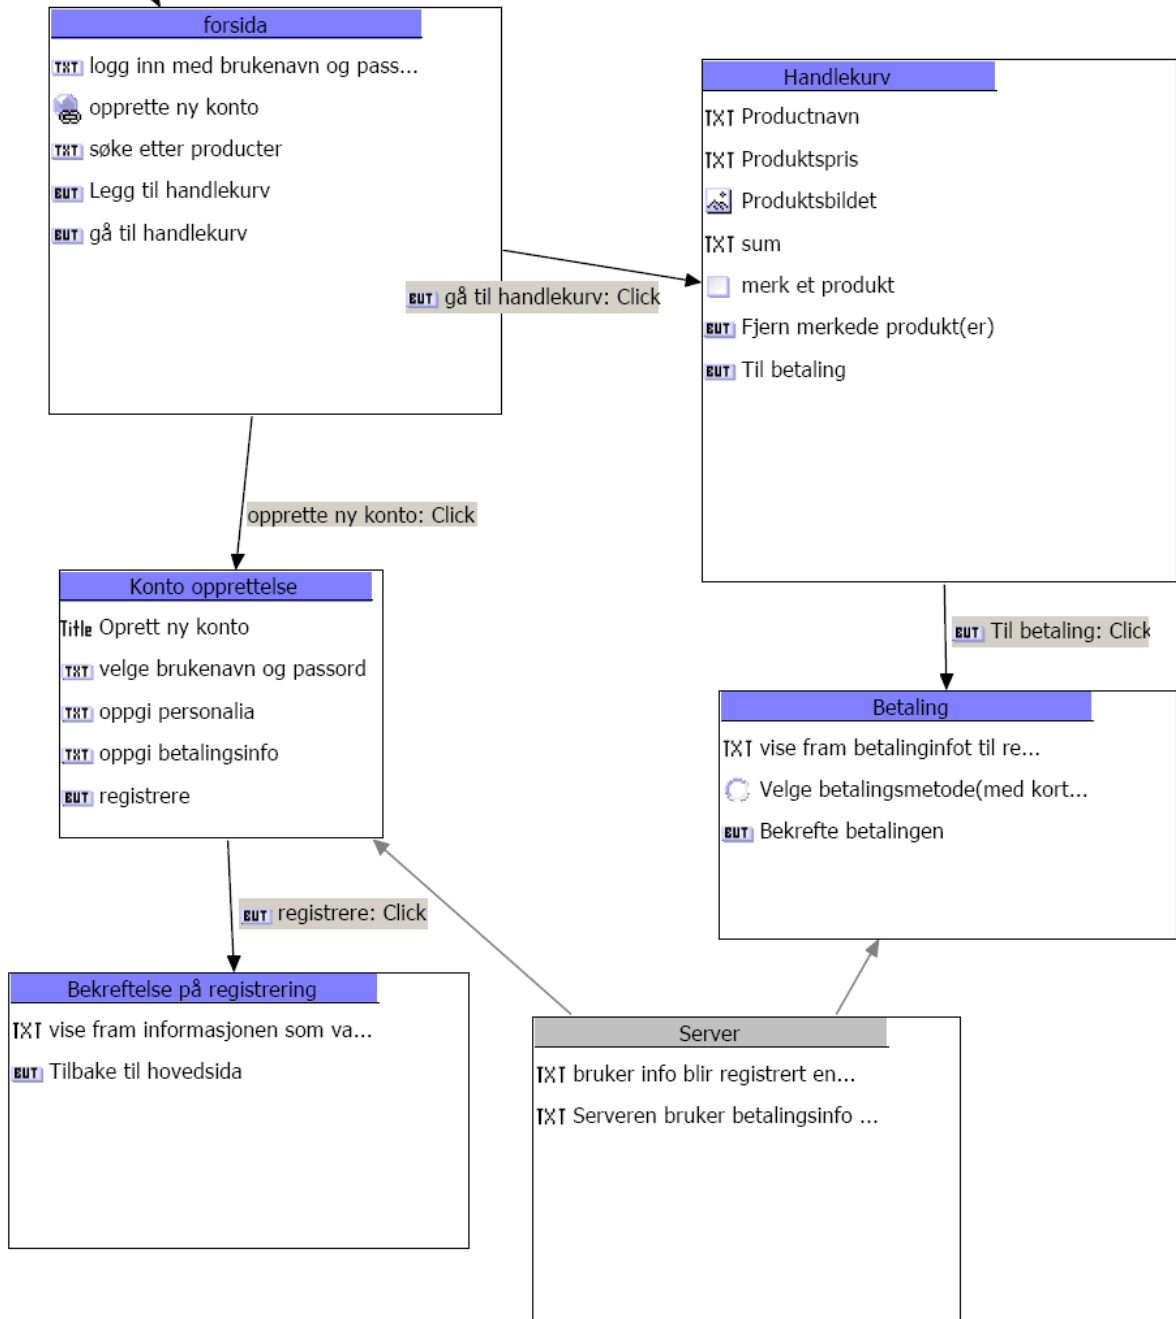 forsida
TXT logg inn med brukenavn og pass...
opprette ny konto
TXT søke etter producter
BUT Legg til handlekurv
BUT gå til handlekurv
BUT gå til handlekurv: Click
Handlekurv
TXT Productnavn
TXT Produktspris
Produktsbildet
TXT sum
merk et produkt
BUT Fjern merkede produkt(er)
BUT Til betaling
opprette ny konto: Click
Konto opprettelse
Title Oprett ny konto
TXT velge brukenavn og passord
TXT oppgi personalia
TXT oppgi betalingsinfo
BUT registrere
BUT Til betaling: Click
Betaling
TXT vise fram betalinginfot til re...
Velge betalingsmetode(med kort...
BUT Bekrefte betalingen
BUT registrere: Click
Bekreftelse på registrering
TXT vise fram informasjonen som va...
BUT Tilbake til hovedsida
Server
TXT bruker info blir registrert en...
TXT Serveren bruker betalingsinfo ...